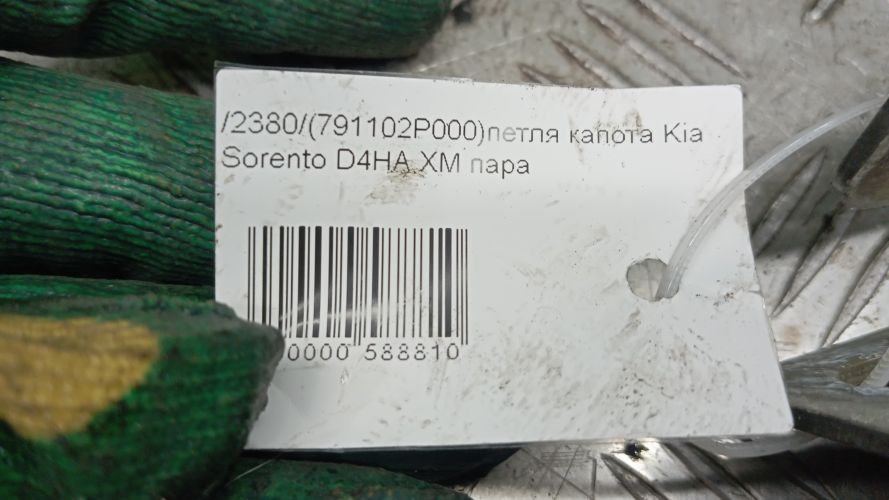 /2380/(791102P000)петля капота Kia
Sorento D4HA XM пара
0000 588810